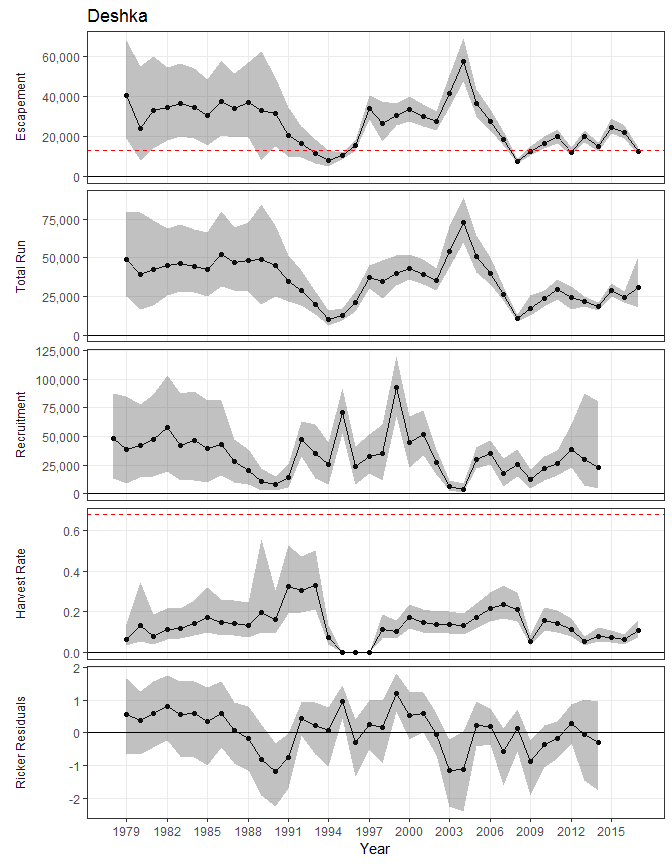 Deshka
Escapement
60,000
40,000
20,000
0
Total Run
75,000
50,000
25,000
0
Recruitment
125,000
100,000
75,000
50,000
25,000
0
Harvest Rate
0.6
0.4
0.2
0.0
Ricker Residuals
2
1
0
-1
-2
1979 1982 1985 1988 1991 1994 1997 2000 2003 2006 2009 2012 2015
Year